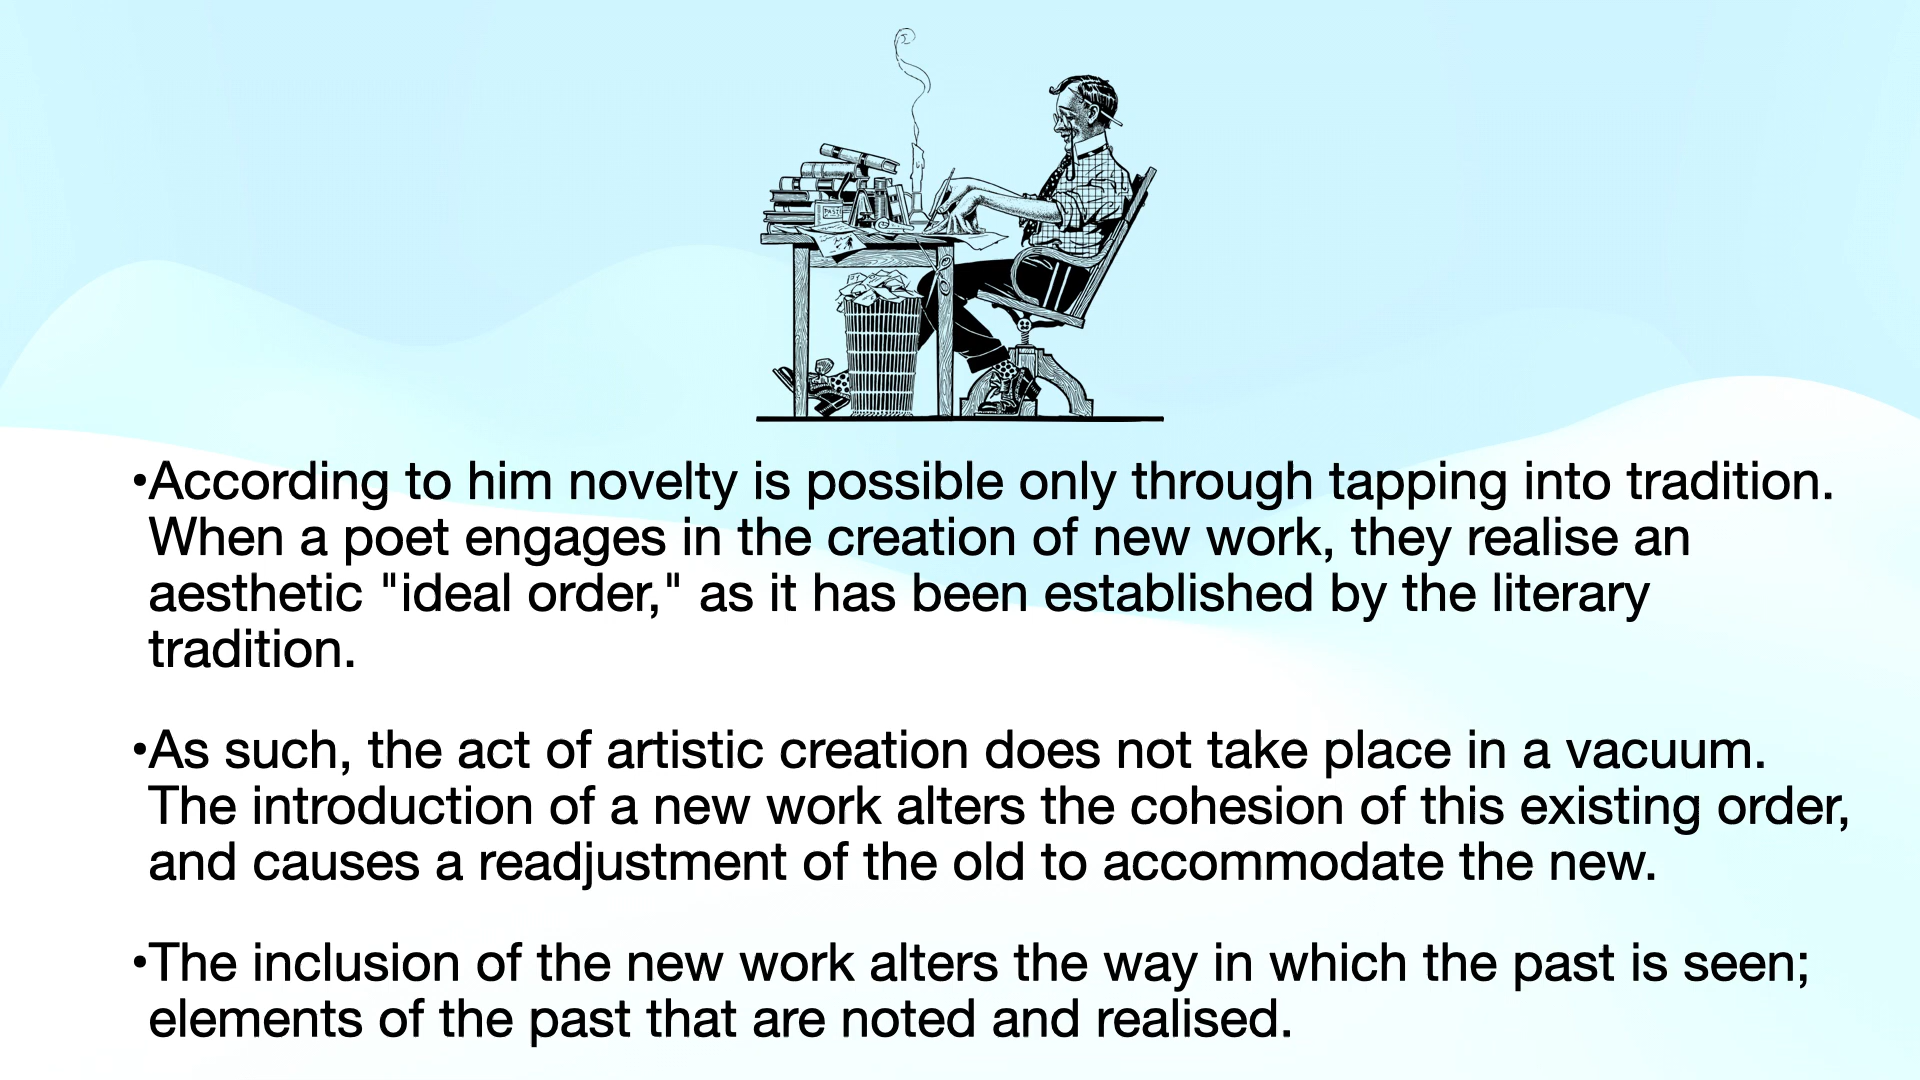 PAST
•According to him novelty is possible only through tapping into tradition.
When a poet engages in the creation of new work, they realise an
aesthetic "ideal order," as it has been established by the literary
tradition.
•As such, the act of artistic creation does not take place in a vacuum.
The introduction of a new work alters the cohesion of this existing order,
and causes a readjustment of the old to accommodate the new.
•The inclusion of the new work alters the way in which the past is seen;
elements of the past that are noted and realised.